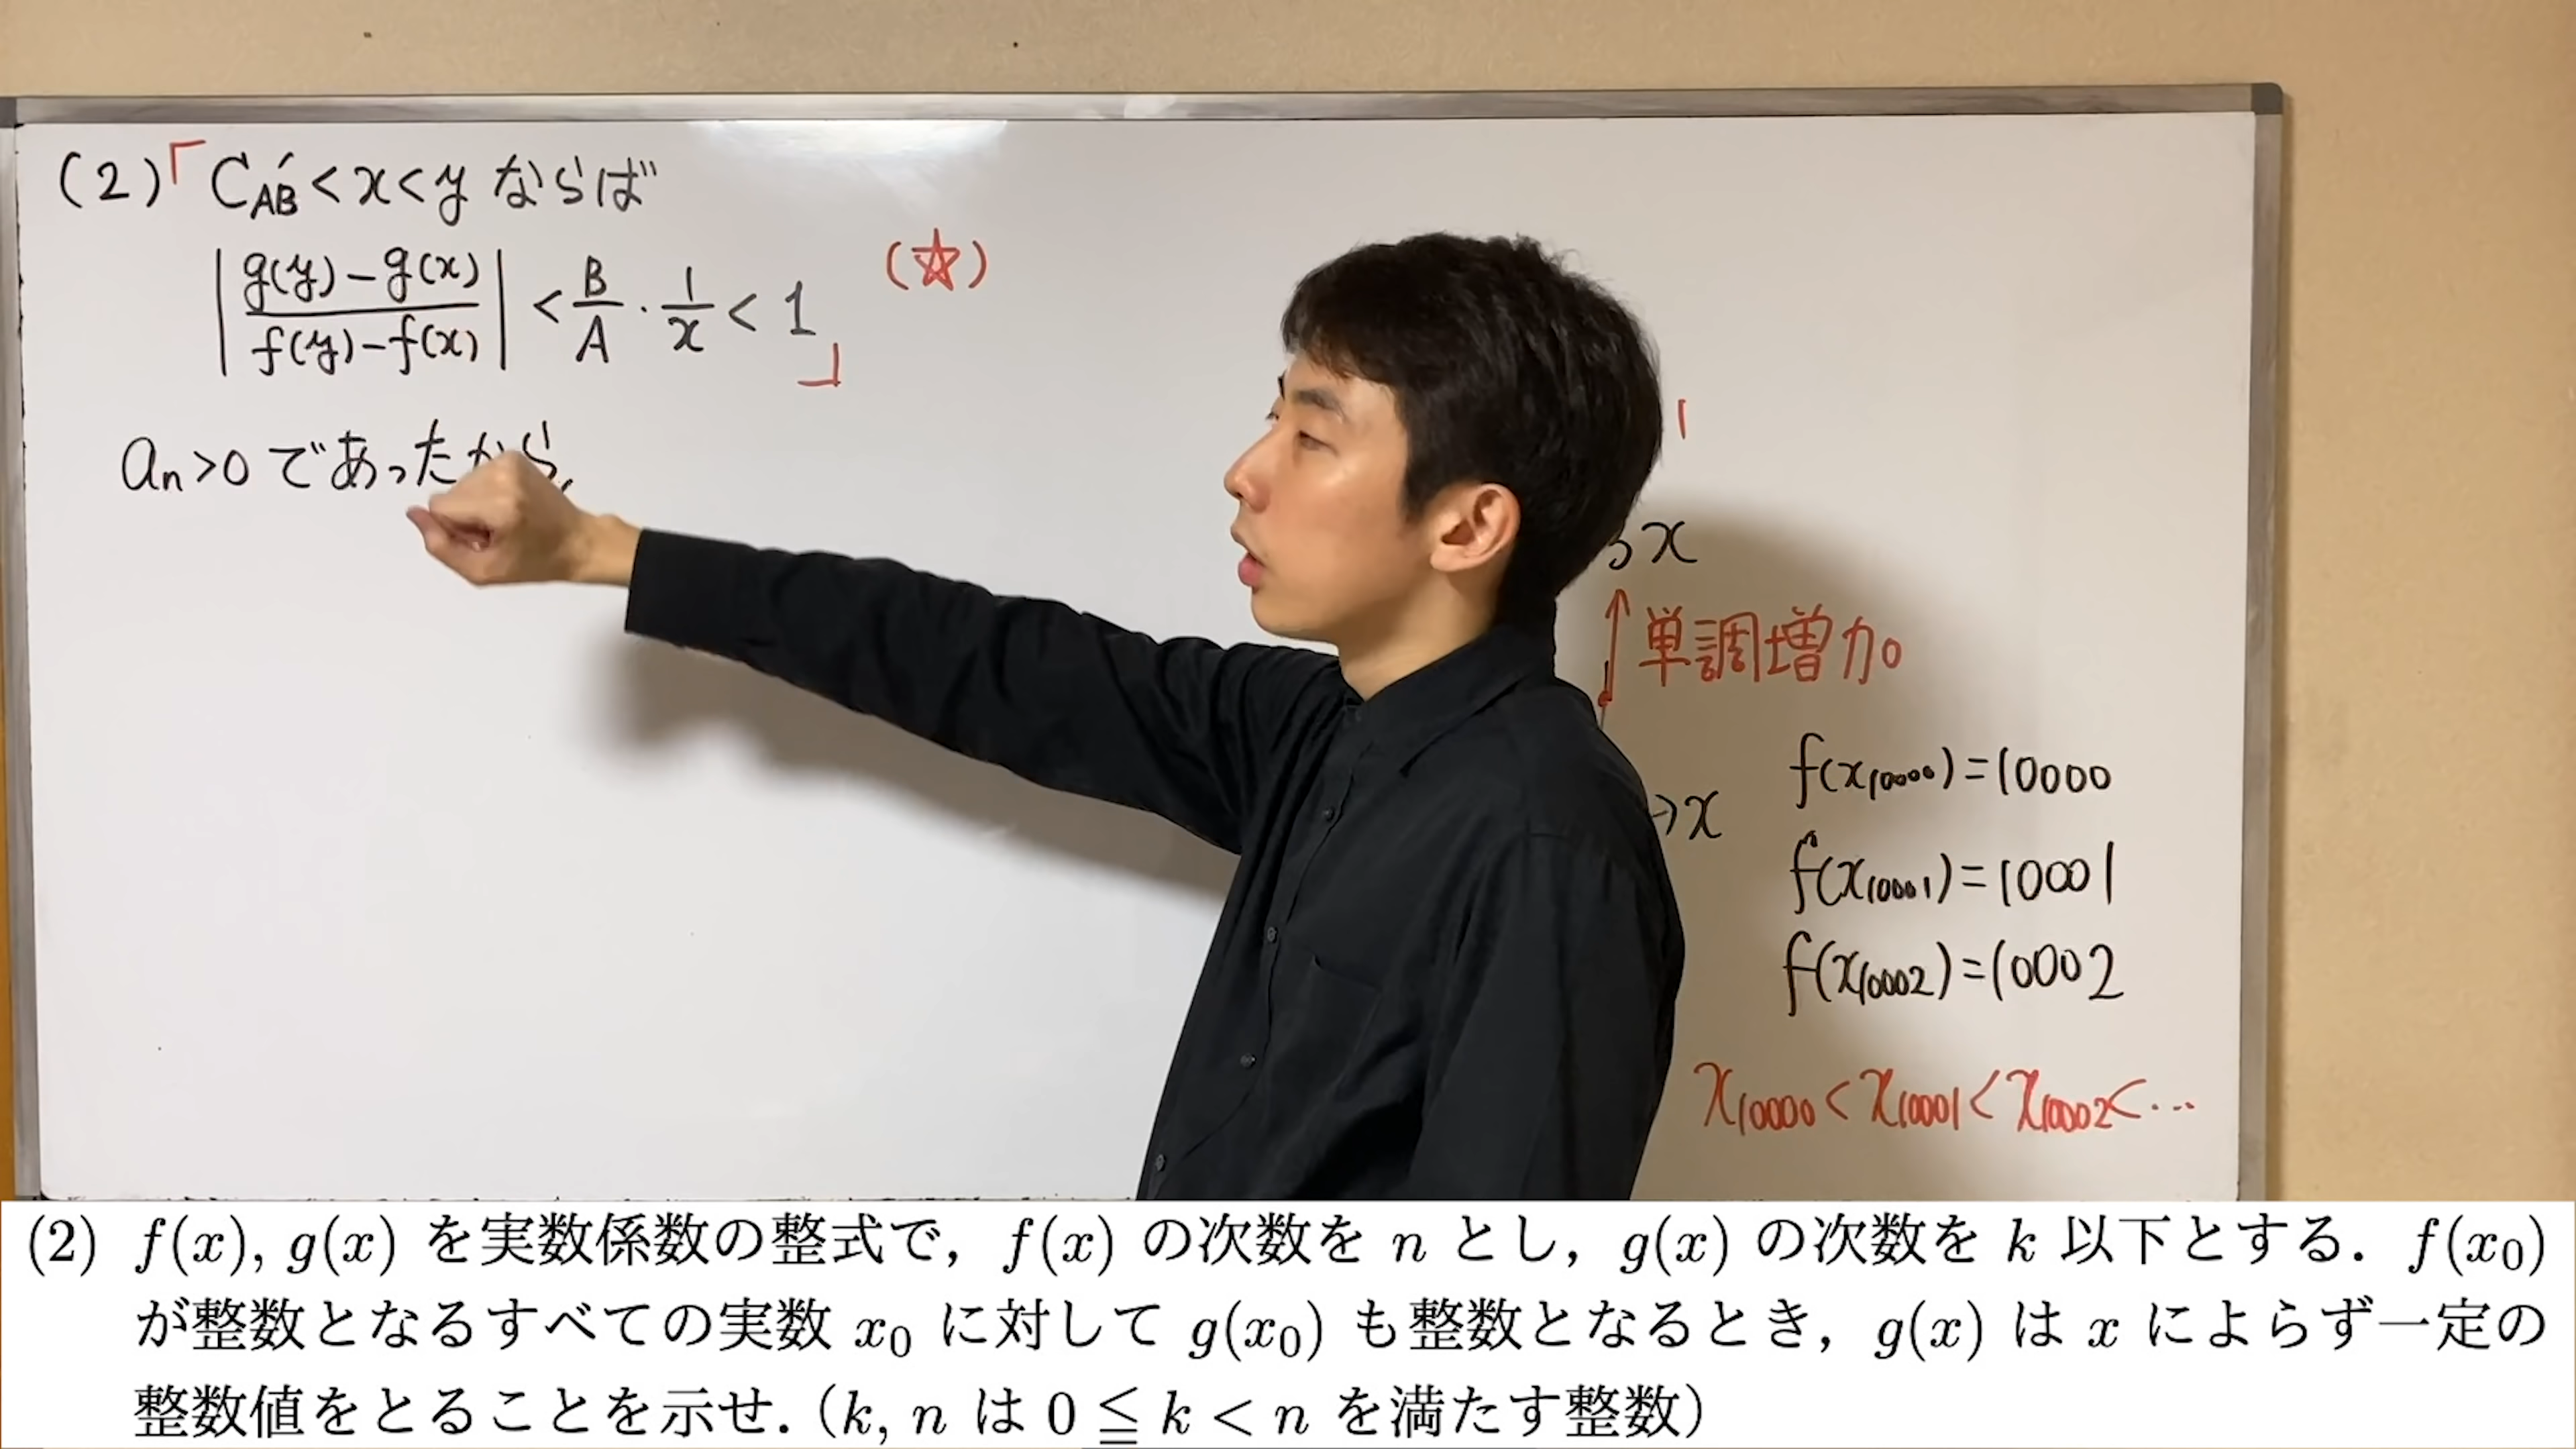 (2)「C'AB < x < y ならば
|g(y)-g(x) / f(y)-f(x)| < B/A · 1/x < 1」
(☆)
an>0 であったから,
x
単調増加
→x
f(x10000)=10000
f(x10001)=10001
f(x10002)=10002
x10000<x10001<x10002<…
(2) f(x), g(x) を実数係数の整式で，f(x) の次数を n とし，g(x) の次数を k 以下とする．f(x0)
が整数となるすべての実数 x0 に対して g(x0) も整数となるとき，g(x) は x によらず一定の
整数値をとることを示せ．（k, n は 0 ≦ k < n を満たす整数）